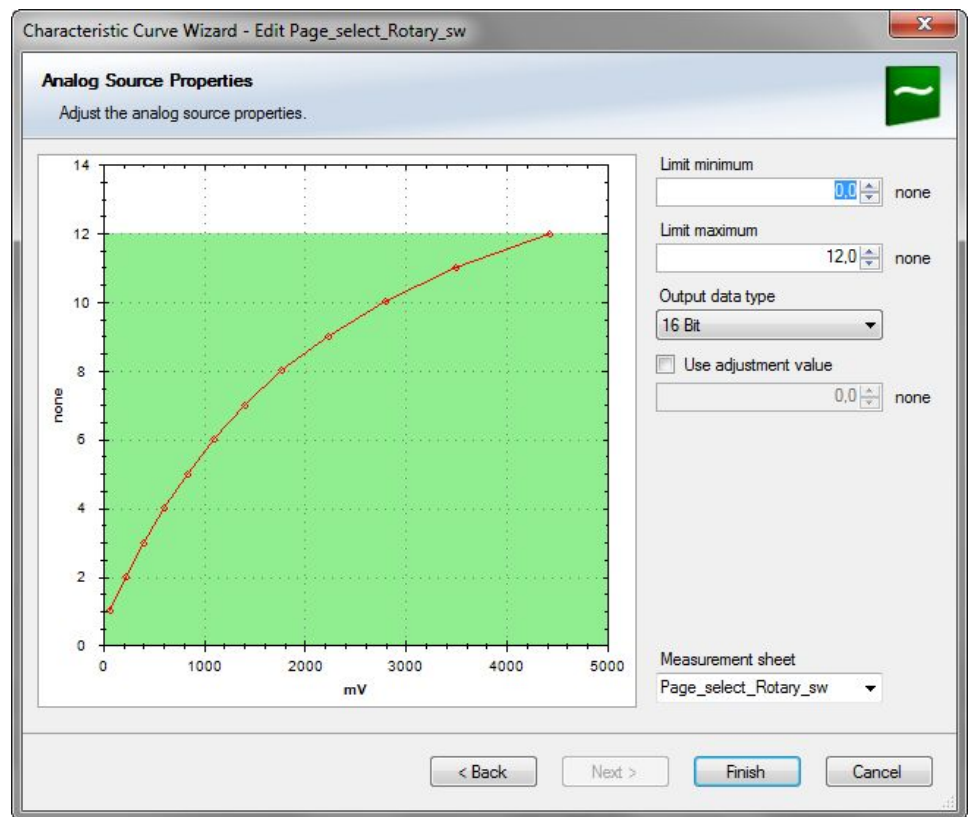 Characteristic Curve Wizard - Edit Page_select_Rotary_sw
Analog Source Properties
Adjust the analog source properties.
14
12
10
8
6
4
2
0
none
0 1000 2000 3000 4000 5000
mV
Limit minimum
0,0 none
Limit maximum
12,0 none
Output data type
16 Bit
Use adjustment value
0,0 none
Measurement sheet
Page_select_Rotary_sw
< Back Next > Finish Cancel